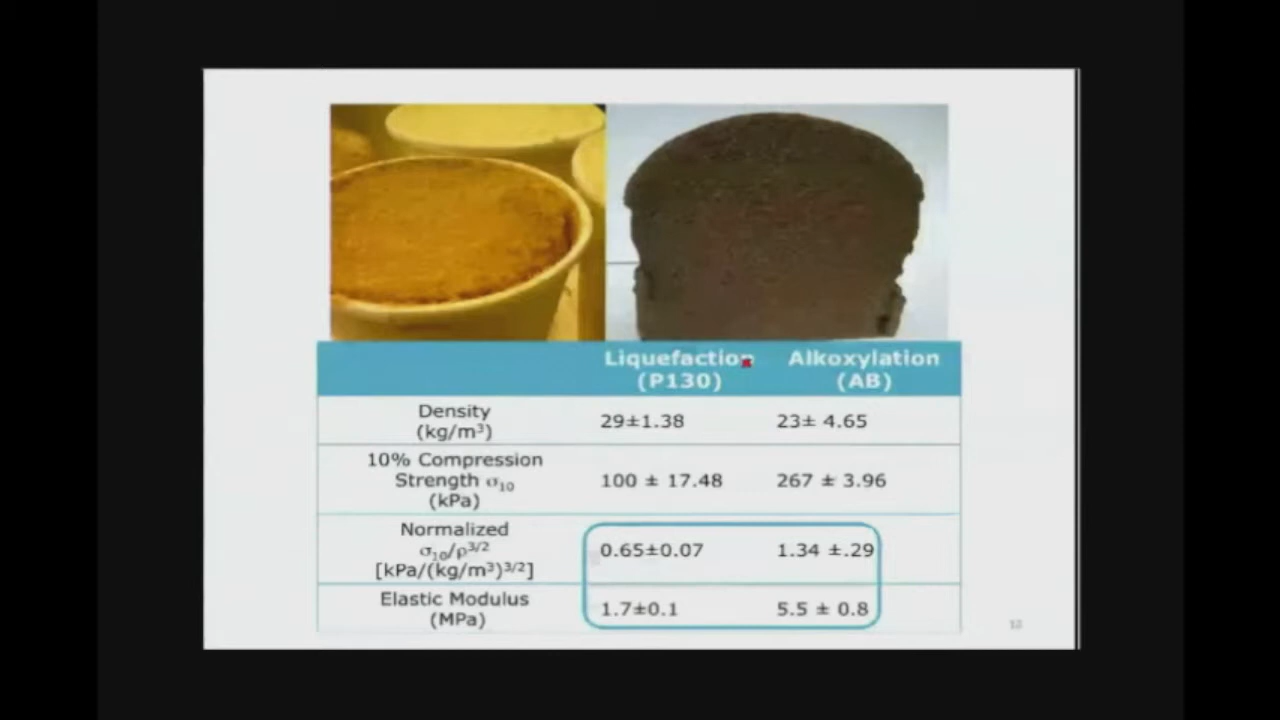 Liquefaction
(P130)
Alkoxylation
(AB)
Density
(kg/m³)
29±1.38
23± 4.65
10% Compression
Strength σ₁₀
(kPa)
100 ± 17.48
267 ± 3.96
Normalized
σ₁₀/ρ³/²
[kPa/(kg/m³)³/²]
0.65±0.07
1.34 ±.29
Elastic Modulus
(MPa)
1.7±0.1
5.5 ± 0.8